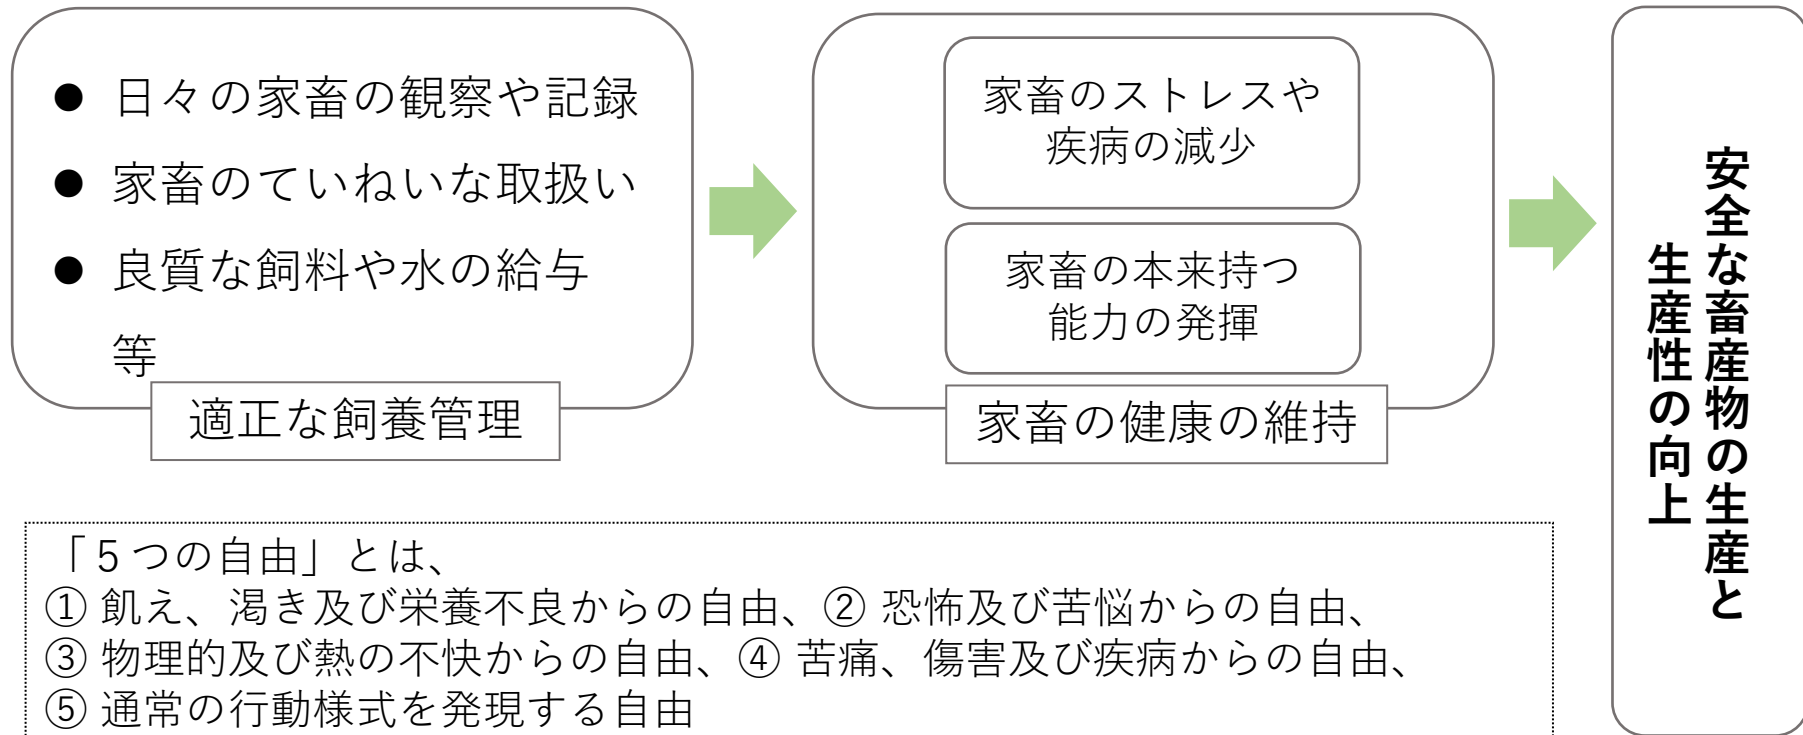 ● 日々の家畜の観察や記録
● 家畜のていねいな取扱い
● 良質な飼料や水の給与
等
適正な飼養管理
家畜のストレスや
疾病の減少
家畜の本来持つ
能力の発揮
家畜の健康の維持
安全な畜産物の生産と
生産性の向上
「５つの自由」とは、
① 飢え、渇き及び栄養不良からの自由、② 恐怖及び苦悩からの自由、
③ 物理的及び熱の不快からの自由、④ 苦痛、傷害及び疾病からの自由、
⑤ 通常の行動様式を発現する自由